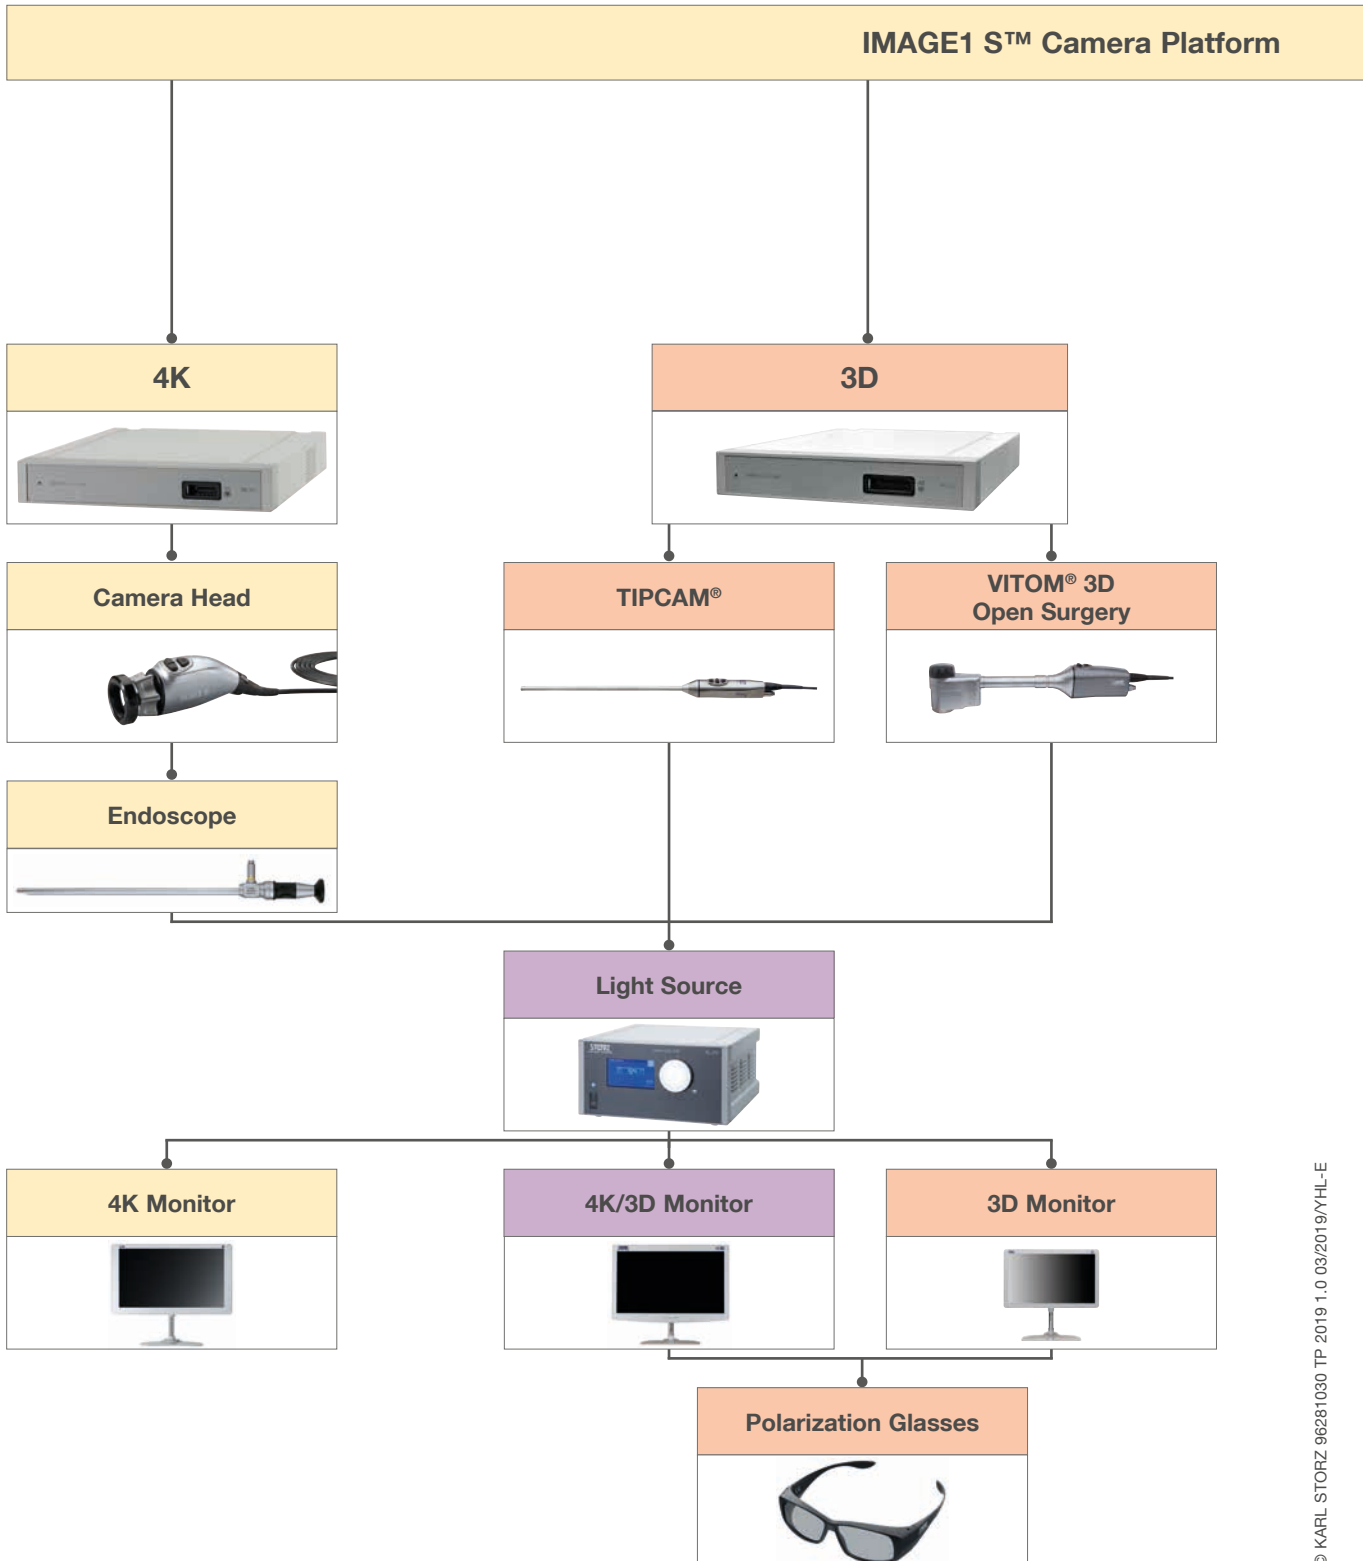 IMAGE1 S™ Camera Platform
4K
3D
Camera Head
TIPCAM®
VITOM® 3D
Open Surgery
Endoscope
Light Source
STORZ
4K Monitor
4K/3D Monitor
3D Monitor
Polarization Glasses
© KARL STORZ 96281030 TP 2019 1.0 03/2019/YHL-E